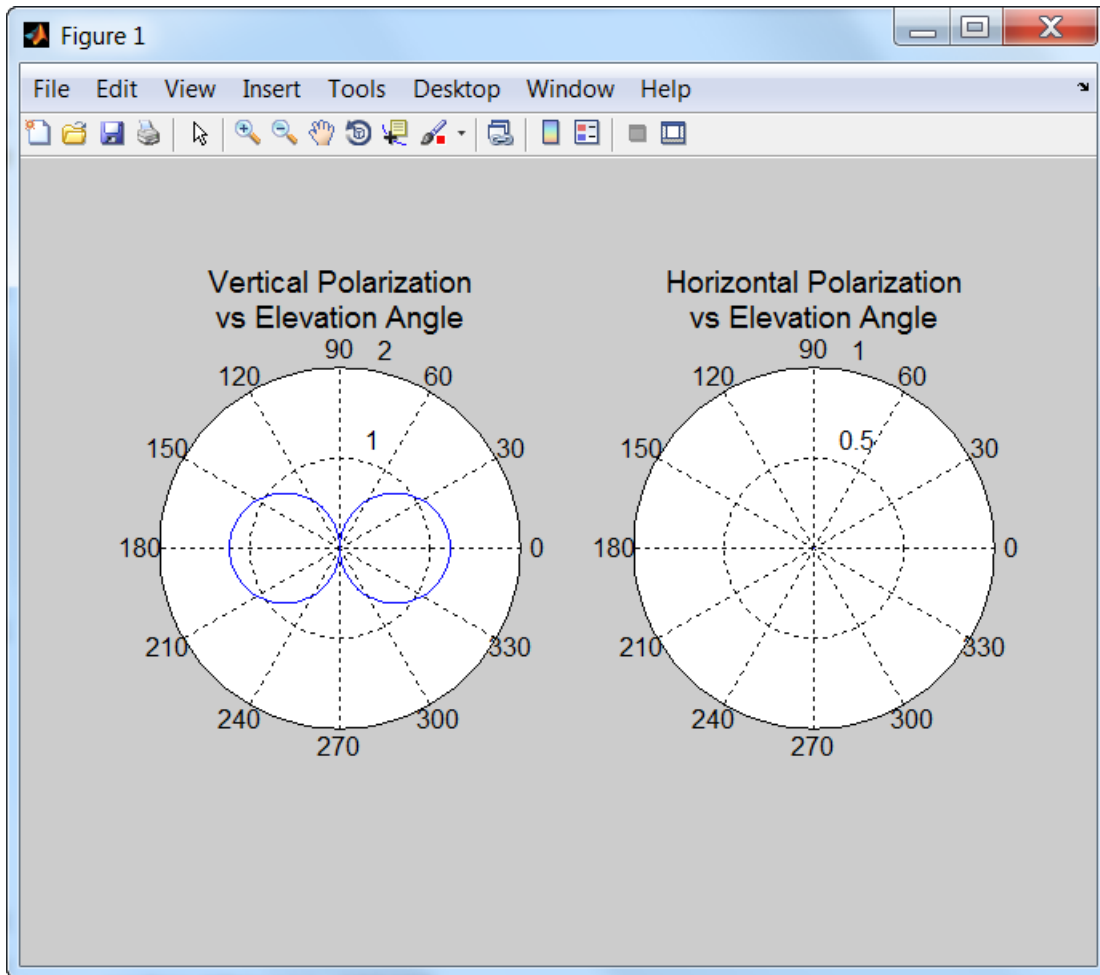 Figure 1
File Edit View Insert Tools Desktop Window Help
Vertical Polarization
vs Elevation Angle
90 2
120 60
1
150 30
180 0
210 330
240 300
270
Horizontal Polarization
vs Elevation Angle
90 1
120 60
0.5
150 30
180 0
210 330
240 300
270